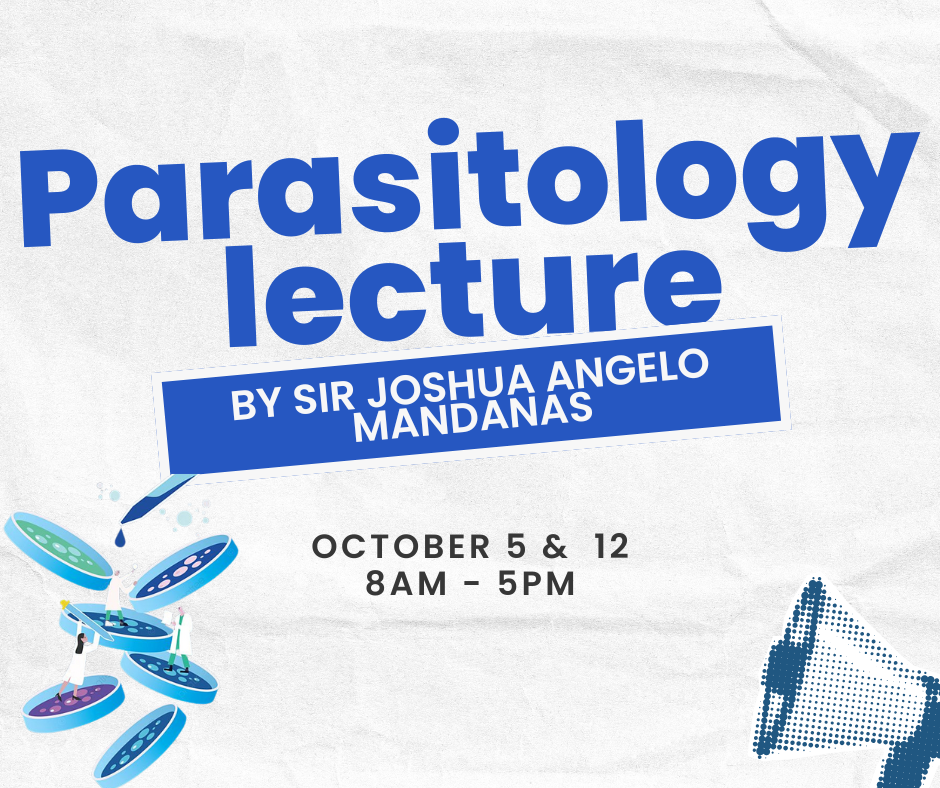 Parasitology
lecture
BY SIR JOSHUA ANGELO
MANDANAS
OCTOBER 5 & 12
8AM - 5PM